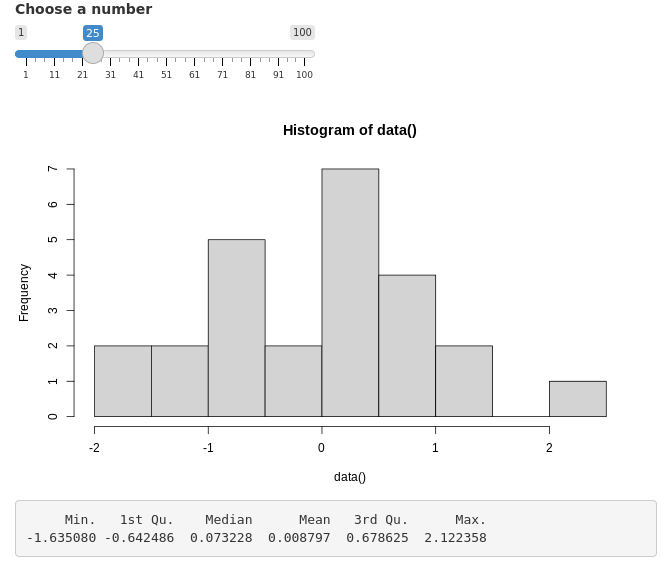 Choose a number
1 25 100
1 11 21 31 41 51 61 71 81 91 100
Histogram of data()
Frequency
7
6
5
4
3
2
1
0
-2 -1 0 1 2
data()
Min. 1st Qu. Median Mean 3rd Qu. Max.
-1.635080 -0.642486 0.073228 0.008797 0.678625 2.122358